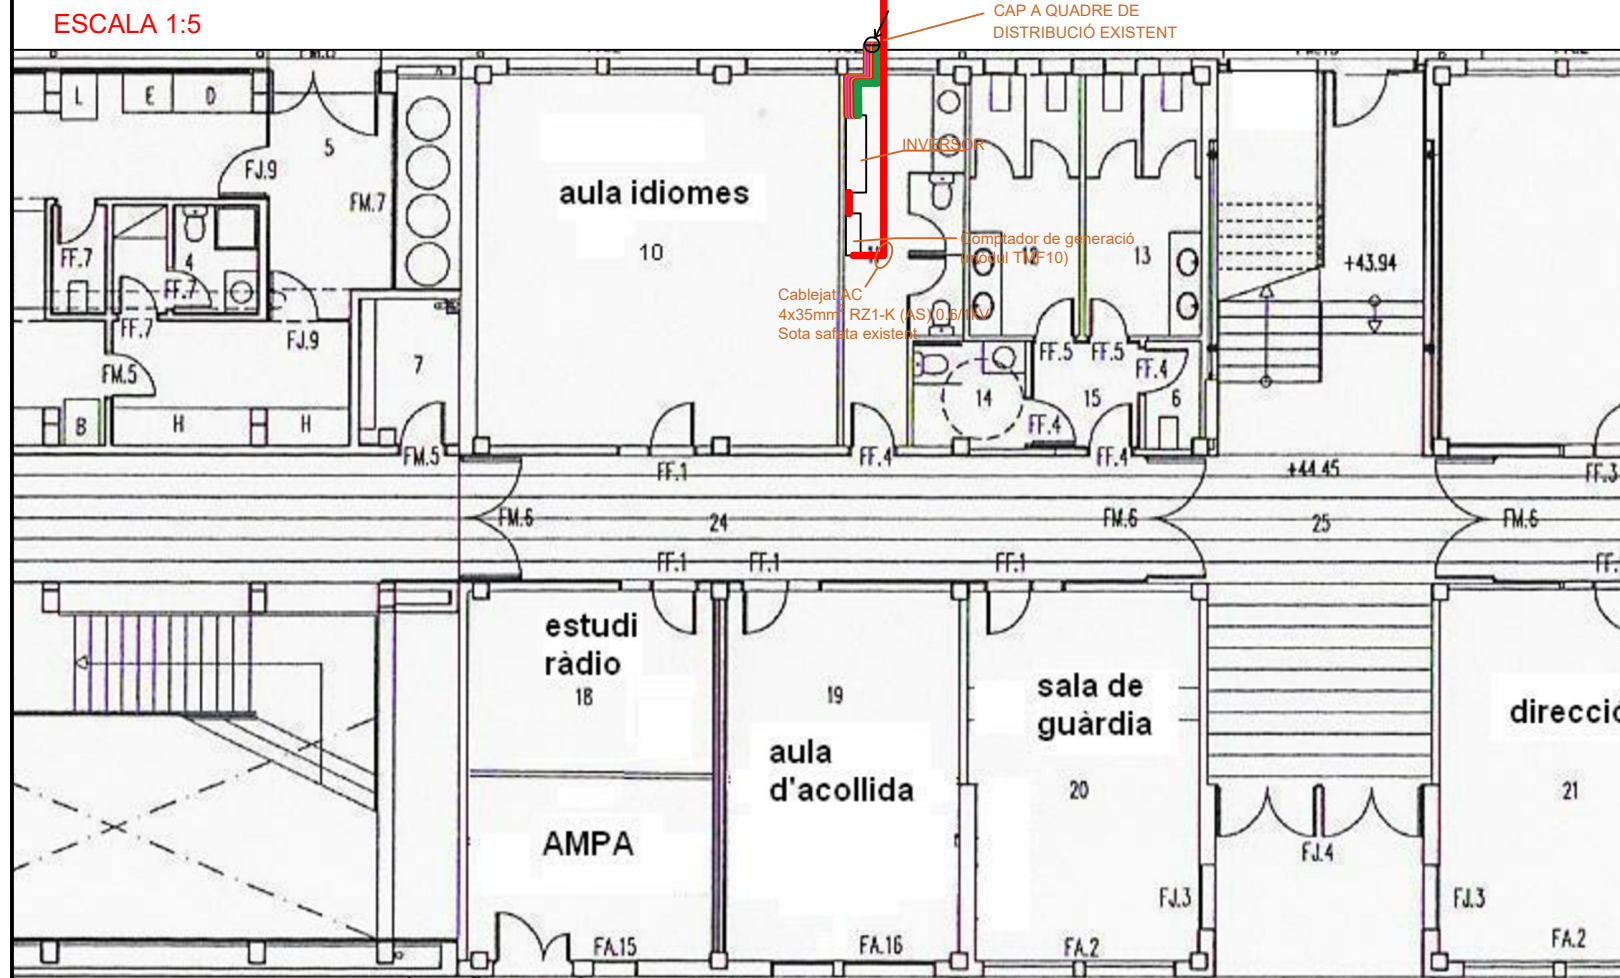 ESCALA 1:5
CAP A QUADRE DE
DISTRIBUCIÓ EXISTENT
L
E
D
5
FJ.9
FM.7
INVERSOR
aula idiomes
10
Comptador de generació
(mòdul TMF10)
12
13
+43.94
FF.7
4
FF.7
FF.7
FJ.9
Cablejat AC
4x35mm² RZ1-K (AS) 0.6/1kV
Sota safata existent
7
FM.5
FF.5
FF.5
FF.4
14
15
6
FF.4
B
H
H
FM.5
FF.1
FF.4
FF.4
+44.45
FF.3
FM.6
24
FM.6
25
FM.6
FF.1
FF.1
FF.1
FF.
estudi
ràdio
18
19
aula
d'acollida
sala de
guàrdia
20
direcció
21
AMPA
FJ.4
FJ.3
FJ.3
FA.15
FA.16
FA.2
FA.2